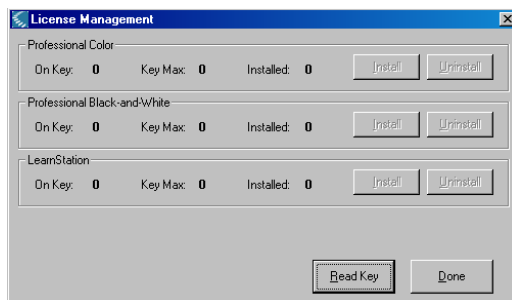 License Management
Professional Color
On Key: 0 Key Max: 0 Installed: 0 Install Uninstall
Professional Black-and-White
On Key: 0 Key Max: 0 Installed: 0 Install Uninstall
LearnStation
On Key: 0 Key Max: 0 Installed: 0 Install Uninstall
Read Key Done